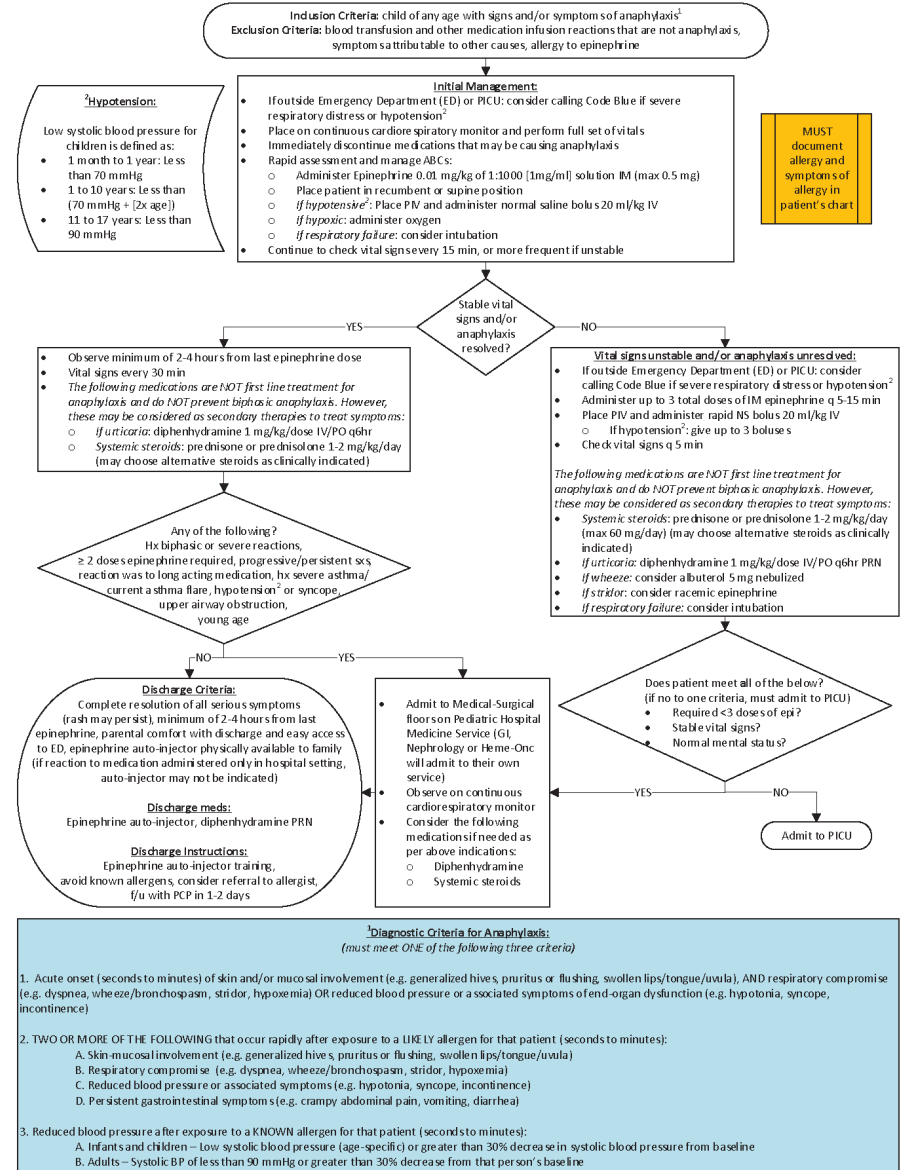 Inclusion Criteria: child of any age with signs and/or symptoms of anaphylaxis1
Exclusion Criteria: blood transfusion and other medication infusion reactions that are not anaphylaxis,
symptoms attributable to other causes, allergy to epinephrine
2Hypotension:
Low systolic blood pressure for
children is defined as:
• 1 month to 1 year: Less
than 70 mmHg
• 1 to 10 years: Less than
(70 mmHg + [2x age])
• 11 to 17 years: Less than
90 mmHg
Initial Management:
• If outside Emergency Department (ED) or PICU: consider calling Code Blue if severe
respiratory distress or hypotension2
• Place on continuous cardiorespiratory monitor and perform full set of vitals
• Immediately discontinue medications that may be causing anaphylaxis
• Rapid assessment and manage ABCs:
o Administer Epinephrine 0.01 mg/kg of 1:1000 [1mg/ml] solution IM (max 0.5 mg)
o Place patient in recumbent or supine position
o If hypotensive2: Place PIV and administer normal saline bolus 20 ml/kg IV
o If hypoxic: administer oxygen
o If respiratory failure: consider intubation
• Continue to check vital signs every 15 min, or more frequent if unstable
MUST
document
allergy and
symptoms of
allergy in
patient's chart
Stable vital
signs and/or
anaphylaxis
resolved?
YES
NO
• Observe minimum of 2-4 hours from last epinephrine dose
• Vital signs every 30 min
• The following medications are NOT first line treatment for
anaphylaxis and do NOT prevent biphasic anaphylaxis. However,
these may be considered as secondary therapies to treat symptoms:
o If urticaria: diphenhydramine 1 mg/kg/dose IV/PO q6hr
o Systemic steroids: prednisone or prednisolone 1-2 mg/kg/day
(may choose alternative steroids as clinically indicated)
Vital signs unstable and/or anaphylaxis unresolved:
• If outside Emergency Department (ED) or PICU: consider
calling Code Blue if severe respiratory distress or hypotension2
• Administer up to 3 total doses of IM epinephrine q 5-15 min
• Place PIV and administer rapid NS bolus 20 ml/kg IV
o If hypotension2: give up to 3 boluses
• Check vital signs q 5 min
The following medications are NOT first line treatment for
anaphylaxis and do NOT prevent biphasic anaphylaxis. However,
these may be considered as secondary therapies to treat symptoms:
• Systemic steroids: prednisone or prednisolone 1-2 mg/kg/day
(max 60 mg/day) (may choose alternative steroids as clinically
indicated)
• If urticaria: diphenhydramine 1 mg/kg/dose IV/PO q6hr PRN
• If wheeze: consider albuterol 5 mg nebulized
• If stridor: consider racemic epinephrine
• If respiratory failure: consider intubation
Any of the following?
Hx biphasic or severe reactions,
≥ 2 doses epinephrine required, progressive/persistent sxs,
reaction was to long acting medication, hx severe asthma/
current asthma flare, hypotension2 or syncope,
upper airway obstruction,
young age
NO
YES
Does patient meet all of the below?
(if no to one criteria, must admit to PICU)
• Required <3 doses of epi?
• Stable vital signs?
• Normal mental status?
YES
NO
Admit to PICU
Discharge Criteria:
Complete resolution of all serious symptoms
(rash may persist), minimum of 2-4 hours from last
epinephrine, parental comfort with discharge and easy access
to ED, epinephrine auto-injector physically available to family
(if reaction to medication administered only in hospital setting,
auto-injector may not be indicated)
Discharge meds:
Epinephrine auto-injector, diphenhydramine PRN
Discharge Instructions:
Epinephrine auto-injector training,
avoid known allergens, consider referral to allergist,
f/u with PCP in 1-2 days
• Admit to Medical-Surgical
floors on Pediatric Hospital
Medicine Service (GI,
Nephrology or Heme-Onc
will admit to their own
service)
• Observe on continuous
cardiorespiratory monitor
• Consider the following
medications if needed as
per above indications:
o Diphenhydramine
o Systemic steroids
1Diagnostic Criteria for Anaphylaxis:
(must meet ONE of the following three criteria)
1. Acute onset (seconds to minutes) of skin and/or mucosal involvement (e.g. generalized hives, pruritus or flushing, swollen lips/tongue/uvula), AND respiratory compromise
(e.g. dyspnea, wheeze/bronchospasm, stridor, hypoxemia) OR reduced blood pressure or associated symptoms of end-organ dysfunction (e.g. hypotonia, syncope,
incontinence)
2. TWO OR MORE OF THE FOLLOWING that occur rapidly after exposure to a LIKELY allergen for that patient (seconds to minutes):
A. Skin-mucosal involvement (e.g. generalized hives, pruritus or flushing, swollen lips/tongue/uvula)
B. Respiratory compromise (e.g. dyspnea, wheeze/bronchospasm, stridor, hypoxemia)
C. Reduced blood pressure or associated symptoms (e.g. hypotonia, syncope, incontinence)
D. Persistent gastrointestinal symptoms (e.g. crampy abdominal pain, vomiting, diarrhea)
3. Reduced blood pressure after exposure to a KNOWN allergen for that patient (seconds to minutes):
A. Infants and children – Low systolic blood pressure (age-specific) or greater than 30% decrease in systolic blood pressure from baseline
B. Adults – Systolic BP of less than 90 mmHg or greater than 30% decrease from that person's baseline